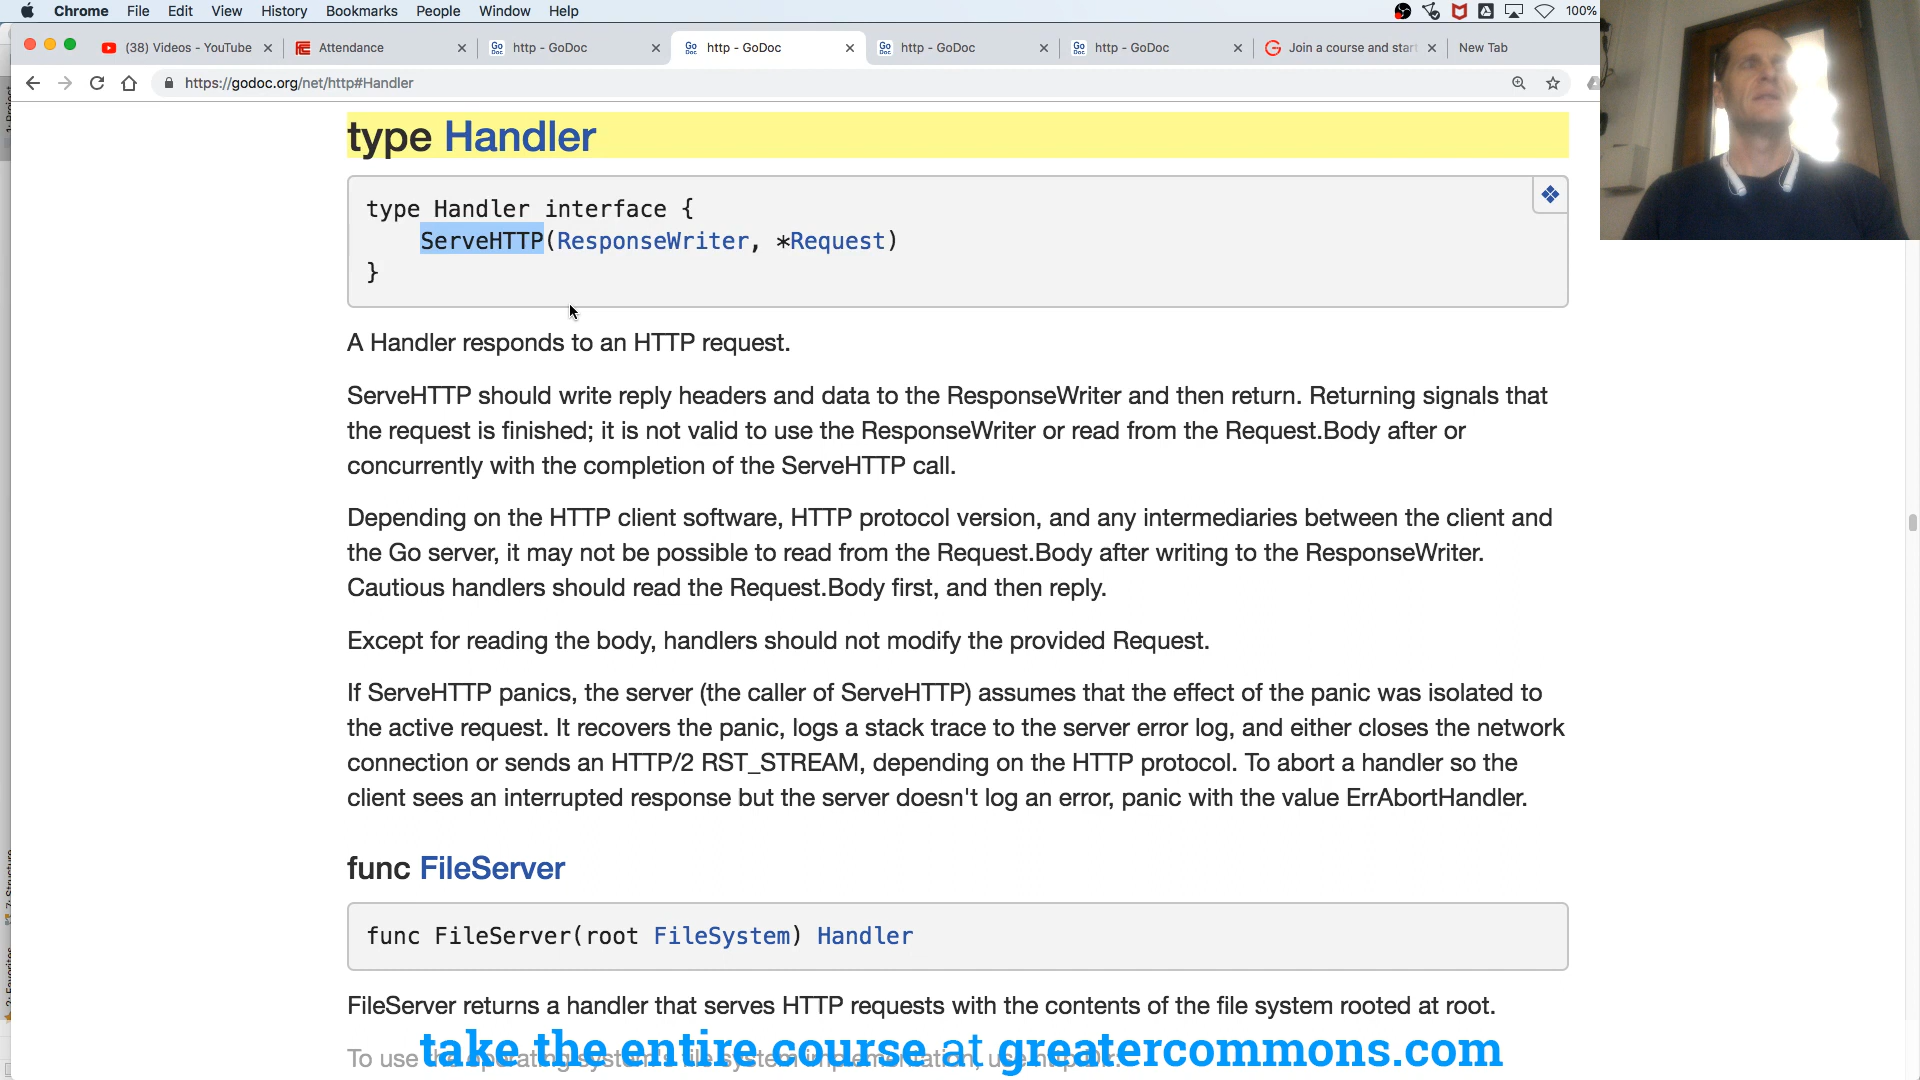 Chrome File Edit View History Bookmarks People Window Help 100%
(38) Videos - YouTube Attendance http - GoDoc http - GoDoc http - GoDoc http - GoDoc Join a course and start New Tab
https://godoc.org/net/http#Handler
type Handler
type Handler interface {
ServeHTTP(ResponseWriter, *Request)
}
A Handler responds to an HTTP request.
ServeHTTP should write reply headers and data to the ResponseWriter and then return. Returning signals that
the request is finished; it is not valid to use the ResponseWriter or read from the Request.Body after or
concurrently with the completion of the ServeHTTP call.
Depending on the HTTP client software, HTTP protocol version, and any intermediaries between the client and
the Go server, it may not be possible to read from the Request.Body after writing to the ResponseWriter.
Cautious handlers should read the Request.Body first, and then reply.
Except for reading the body, handlers should not modify the provided Request.
If ServeHTTP panics, the server (the caller of ServeHTTP) assumes that the effect of the panic was isolated to
the active request. It recovers the panic, logs a stack trace to the server error log, and either closes the network
connection or sends an HTTP/2 RST_STREAM, depending on the HTTP protocol. To abort a handler so the
client sees an interrupted response but the server doesn't log an error, panic with the value ErrAbortHandler.
func FileServer
func FileServer(root FileSystem) Handler
FileServer returns a handler that serves HTTP requests with the contents of the file system rooted at root.
To use the operating system's file system implementation, use http.Dir:
take the entire course at greatercommons.com